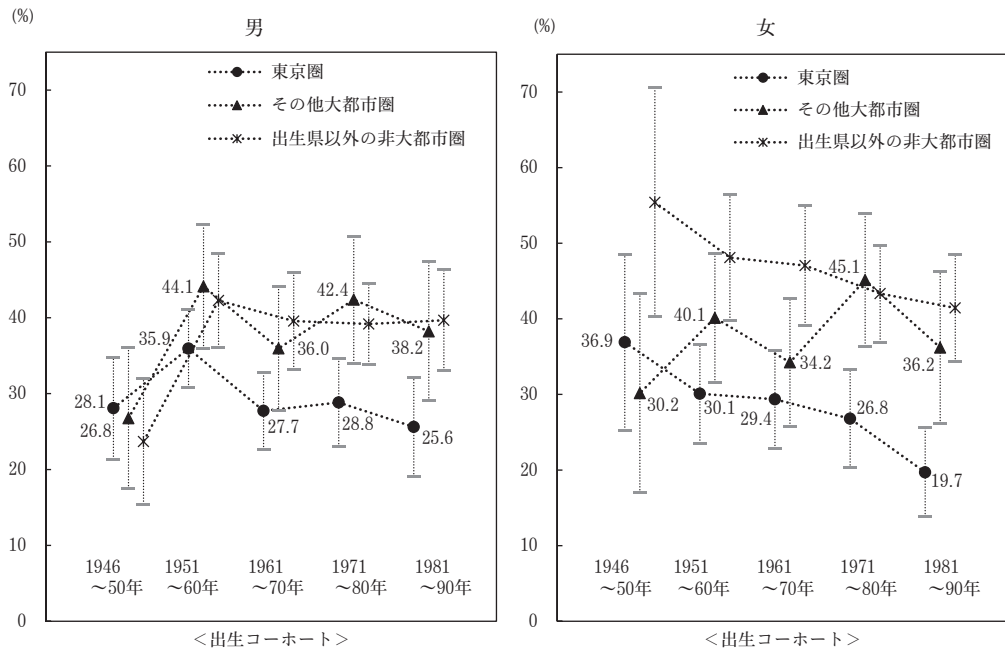 (%)
男
東京圏
その他大都市圏
出生県以外の非大都市圏
70
60
50
40
30
20
10
0
28.1
26.8
35.9
44.1
27.7
36.0
28.8
42.4
25.6
38.2
1946
～50年
1951
～60年
1961
～70年
1971
～80年
1981
～90年
＜出生コーホート＞
(%)
女
東京圏
その他大都市圏
出生県以外の非大都市圏
70
60
50
40
30
20
10
0
36.9
30.2
30.1
40.1
29.4
34.2
26.8
45.1
19.7
36.2
1946
～50年
1951
～60年
1961
～70年
1971
～80年
1981
～90年
＜出生コーホート＞